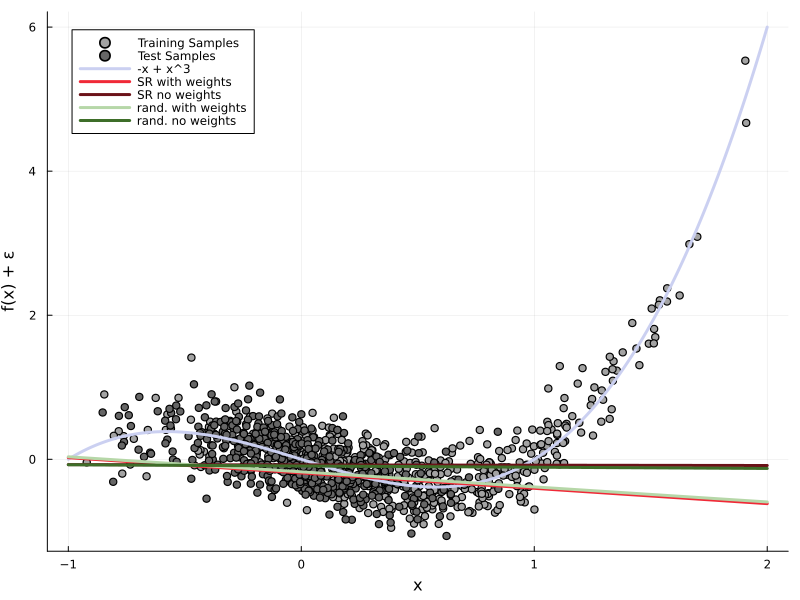 Training Samples
Test Samples
-x + x^3
SR with weights
SR no weights
rand. with weights
rand. no weights
6
4
2
0
f(x) + ε
−1
0
1
2
x